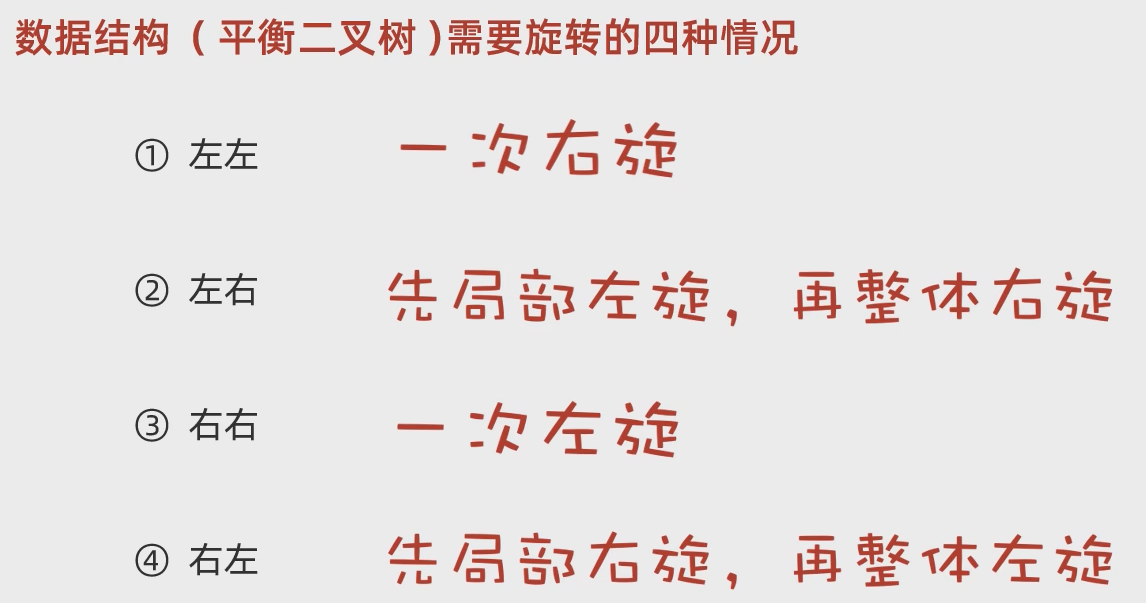 数据结构（平衡二叉树）需要旋转的四种情况
① 左左 一次右旋
② 左右 先局部左旋，再整体右旋
③ 右右 一次左旋
④ 右左 先局部右旋，再整体左旋